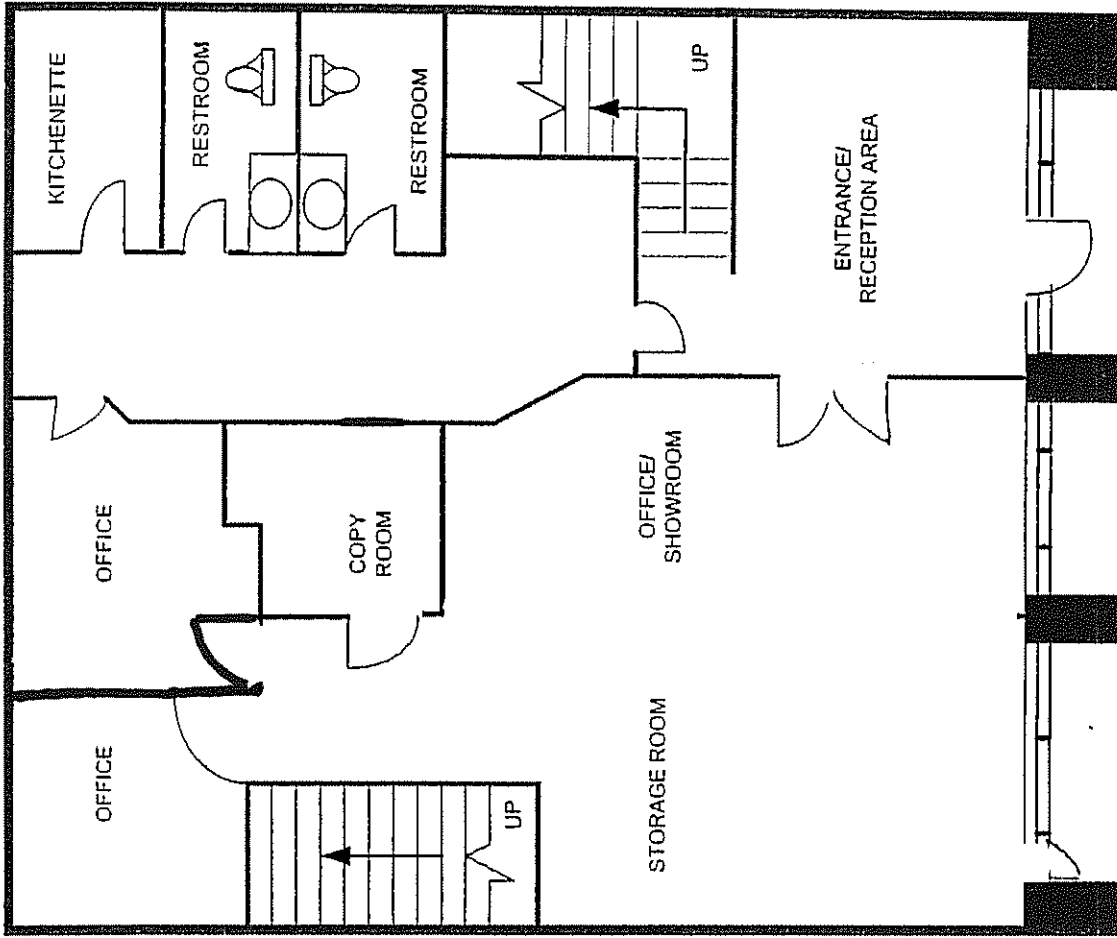 KITCHENETTE
RESTROOM
RESTROOM
UP
ENTRANCE/
RECEPTION AREA
OFFICE
COPY
ROOM
OFFICE/
SHOWROOM
OFFICE
UP
STORAGE ROOM